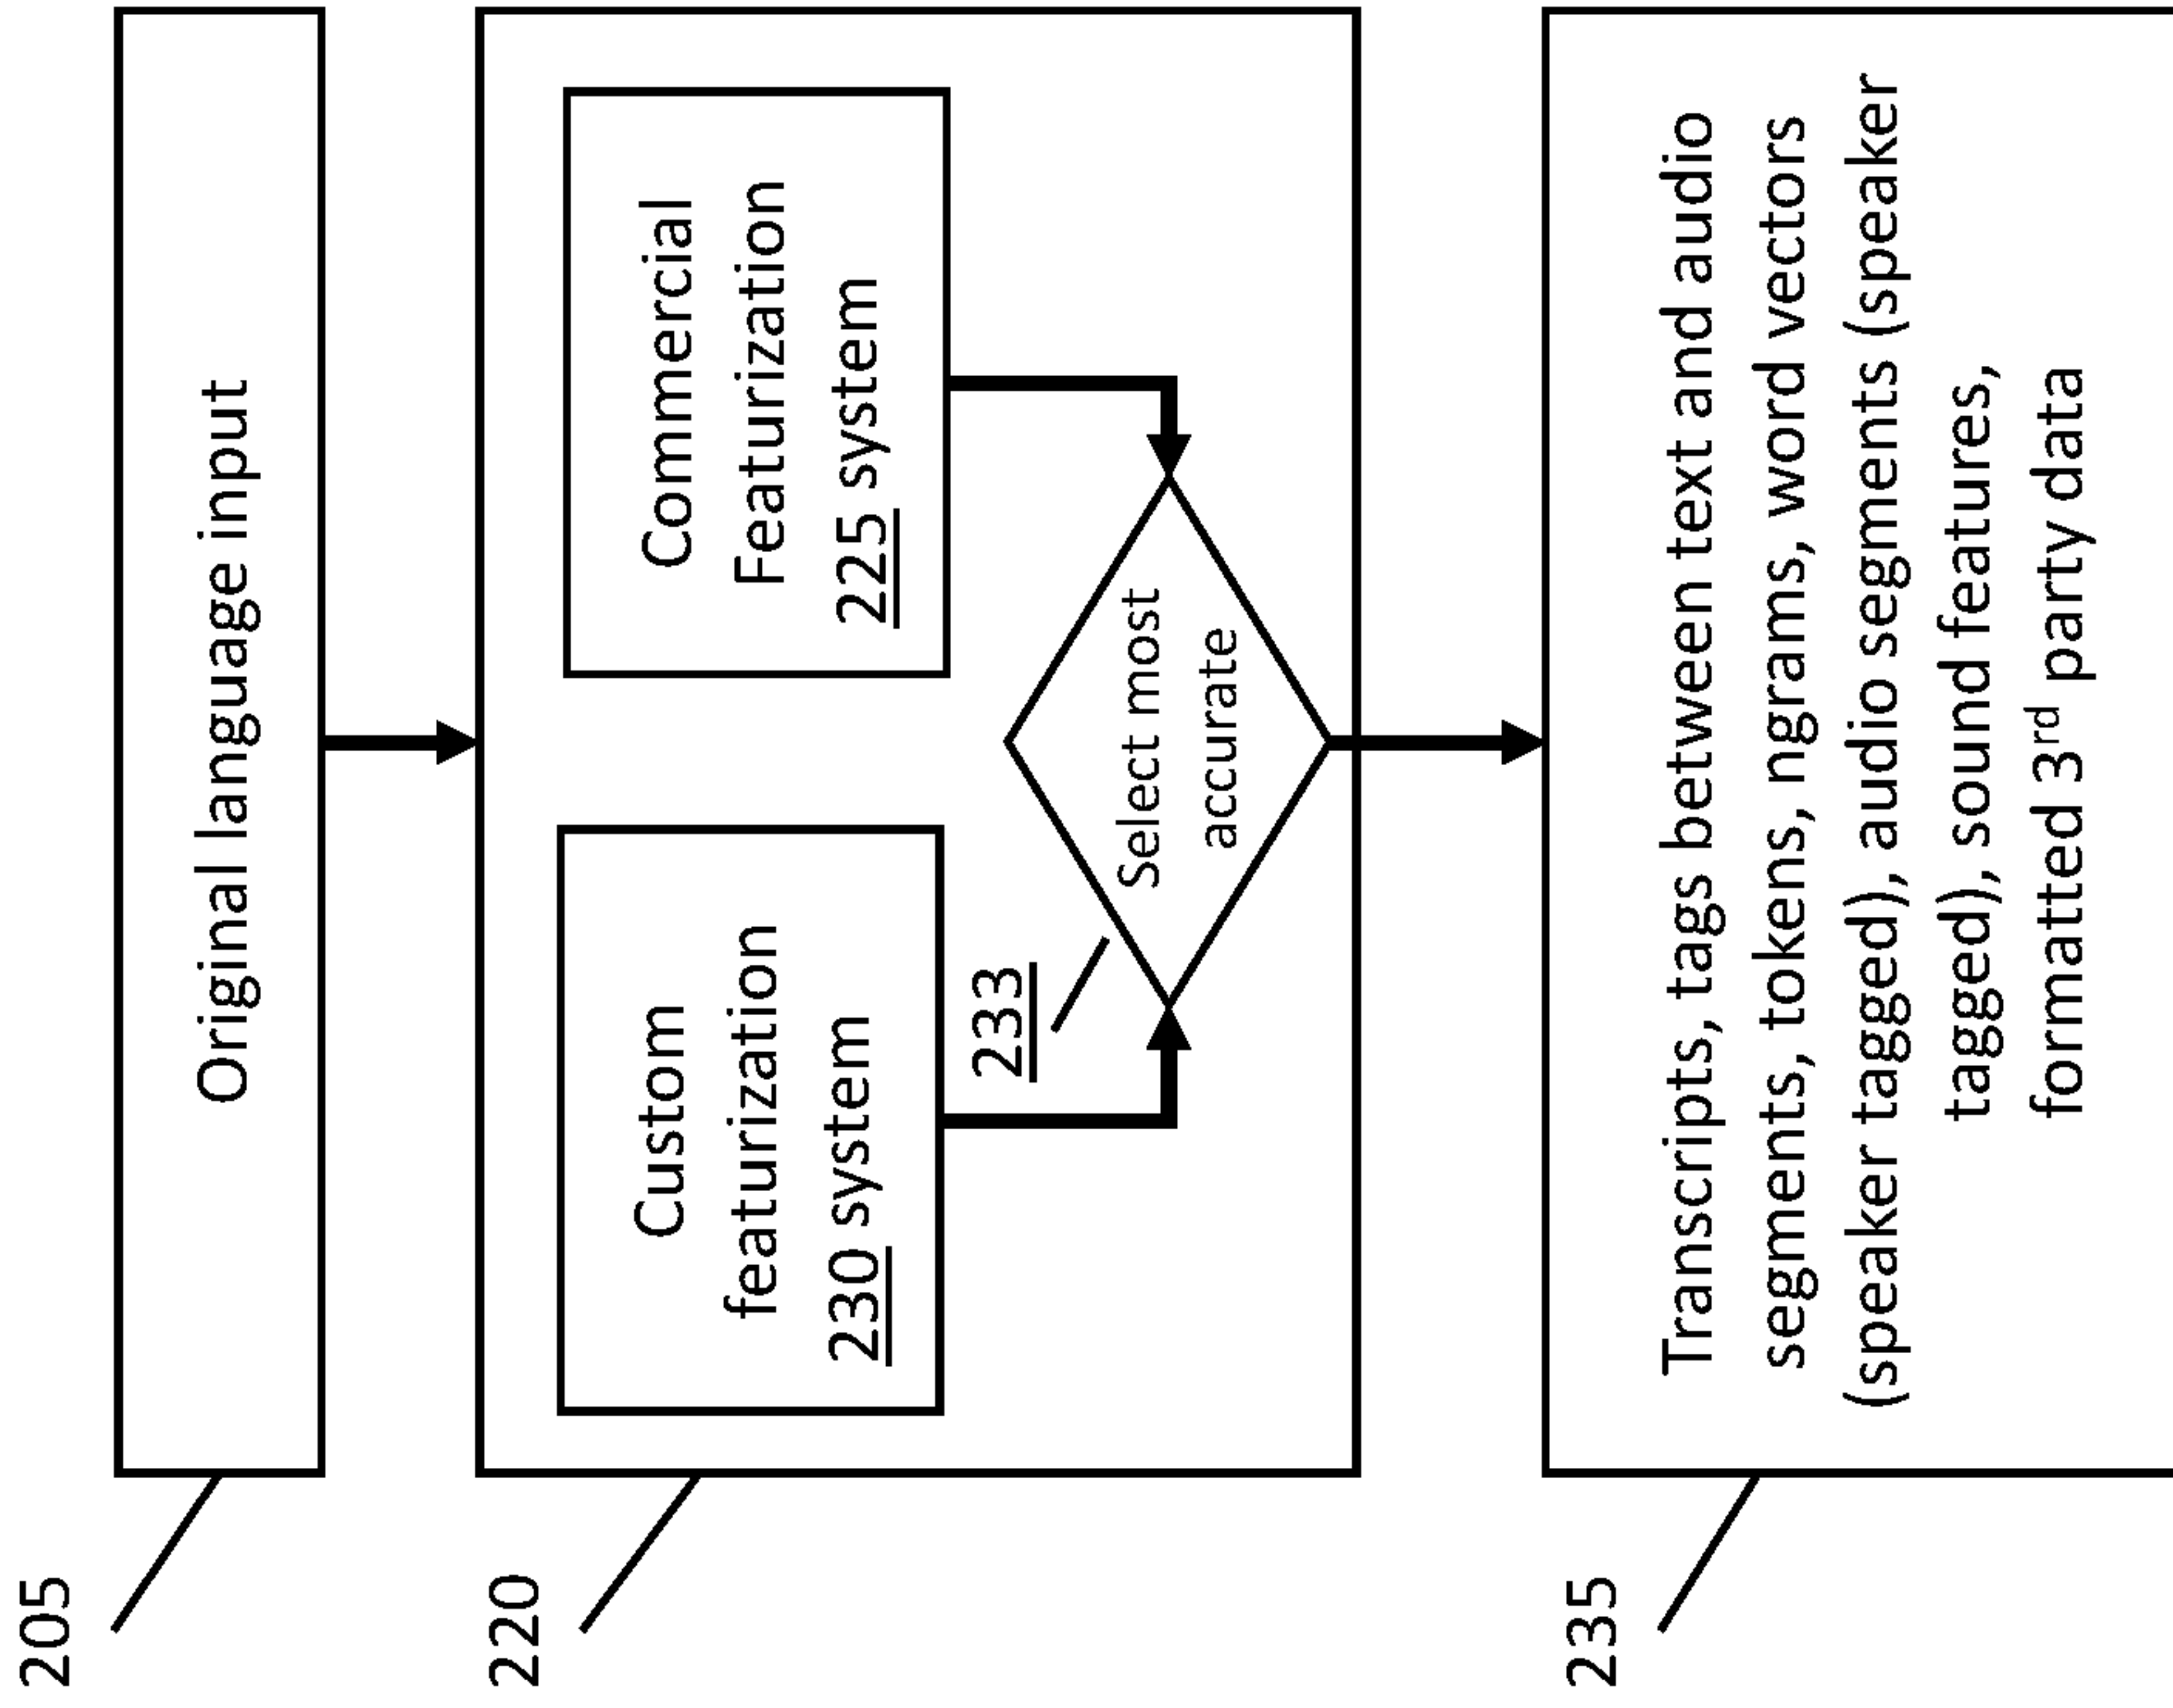 205
Original language input
220
Custom
featurization
230 system
Commercial
Featurization
225 system
233
Select most
accurate
235
Transcripts, tags between text and audio
segments, tokens, ngrams, word vectors
(speaker tagged), audio segments (speaker
tagged), sound features,
formatted 3rd party data